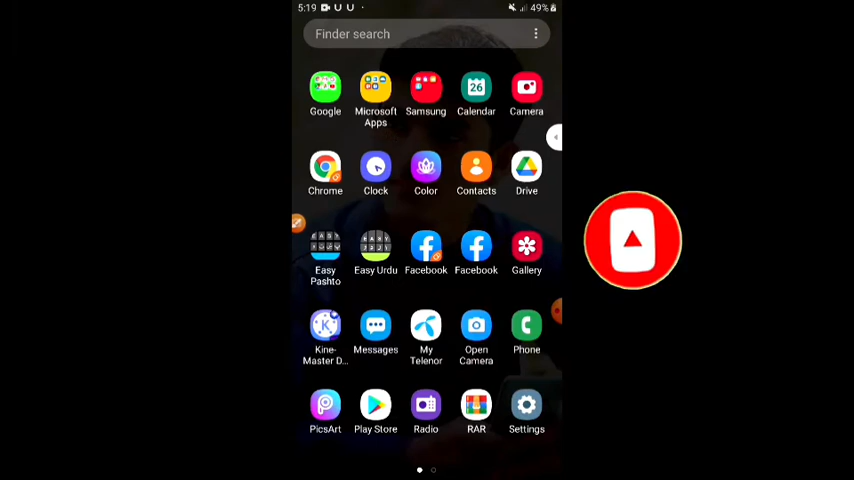 5:19
49%
Finder search
Google
Microsoft Apps
Samsung
26
Calendar
Camera
Chrome
Clock
Color
Contacts
Drive
Easy Pashto
Easy Urdu
Facebook
Facebook
Gallery
Kine-
Master D...
Messages
My Telenor
Open Camera
Phone
PicsArt
Play Store
Radio
RAR
Settings